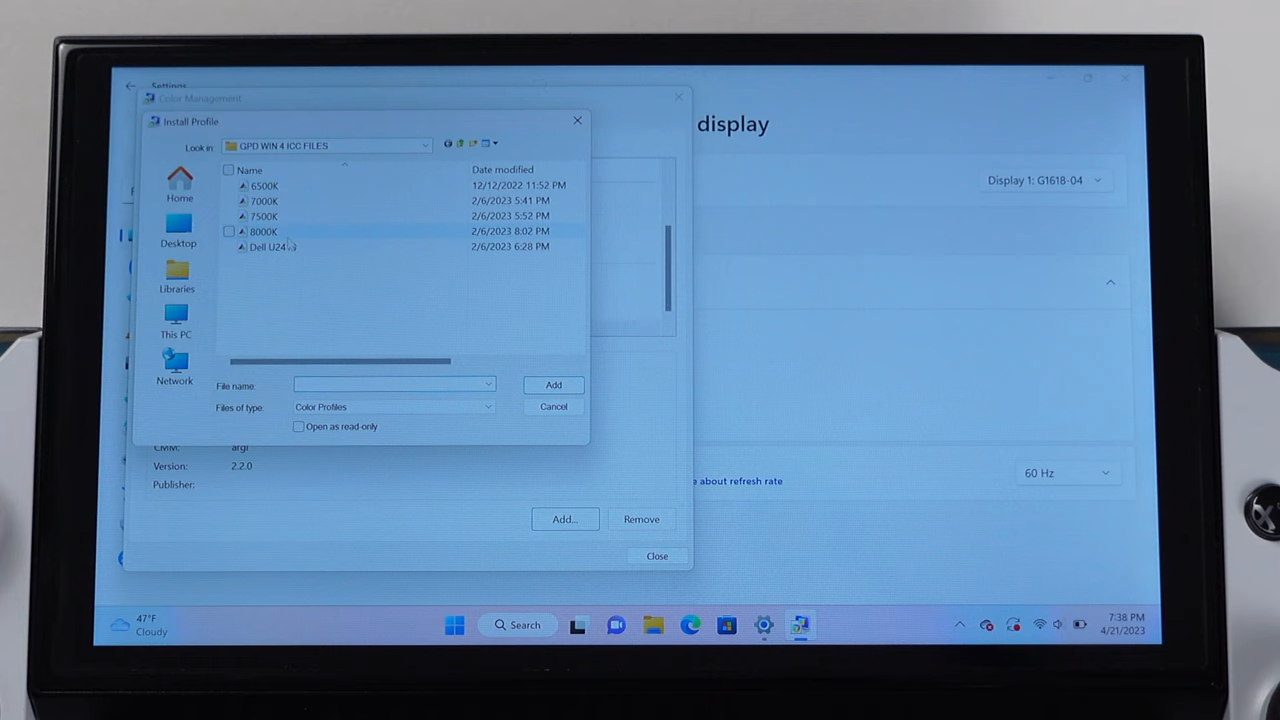 Settings
Color Management
Install Profile
display
Look in: GPD WIN 4 ICC FILES
Name Date modified
6500K 12/12/2022 11:52 PM
7000K 2/6/2023 5:41 PM
7500K 2/6/2023 5:52 PM
8000K 2/6/2023 8:02 PM
Dell U24 2/6/2023 6:28 PM
Display 1: G1618-04
Home
Desktop
Libraries
This PC
Network
File name: Add
Files of type: Color Profiles Cancel
Open as read-only
CMM: argl
Version: 2.2.0
Publisher:
about refresh rate
60 Hz
Add... Remove
Close
47°F
Cloudy
Search
7:38 PM
4/21/2023